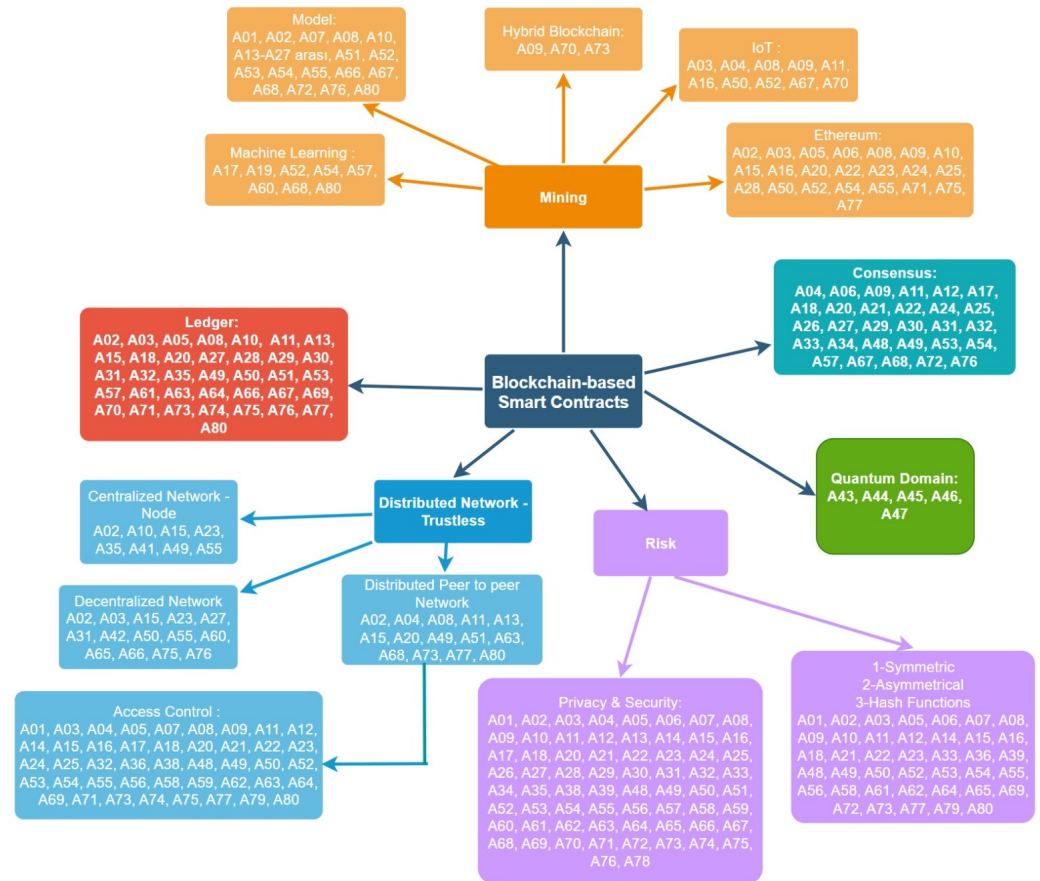 Model:
A01, A02, A07, A08, A10,
A13-A27 arası, A51, A52,
A53, A54, A55, A66, A67,
A68, A72, A76, A80
Hybrid Blockchain:
A09, A70, A73
IoT :
A03, A04, A08, A09, A11,
A16, A50, A52, A67, A70
Machine Learning :
A17, A19, A52, A54, A57,
A60, A68, A80
Mining
Ethereum:
A02, A03, A05, A06, A08, A09, A10,
A15, A16, A20, A22, A23, A24, A25,
A28, A50, A52, A54, A55, A71, A75,
A77
Consensus:
A04, A06, A09, A11, A12, A17,
A18, A20, A21, A22, A24, A25,
A26, A27, A29, A30, A31, A32,
A33, A34, A48, A49, A53, A54,
A57, A67, A68, A72, A76
Ledger:
A02, A03, A05, A08, A10, A11, A13,
A15, A18, A20, A27, A28, A29, A30,
A31, A32, A35, A49, A50, A51, A53,
A57, A61, A63, A64, A66, A67, A69,
A70, A71, A73, A74, A75, A76, A77,
A80
Blockchain-based
Smart Contracts
Quantum Domain:
A43, A44, A45, A46,
A47
Centralized Network -
Node
A02, A10, A15, A23,
A35, A41, A49, A55
Distributed Network -
Trustless
Risk
Decentralized Network
A02, A03, A15, A23, A27,
A31, A42, A50, A55, A60,
A65, A66, A75, A76
Distributed Peer to peer
Network
A02, A04, A08, A11, A13,
A15, A20, A49, A51, A63,
A68, A73, A77, A80
Access Control :
A01, A03, A04, A05, A07, A08, A09, A11, A12,
A14, A15, A16, A17, A18, A20, A21, A22, A23,
A24, A25, A32, A36, A38, A48, A49, A50, A52,
A53, A54, A55, A56, A58, A59, A62, A63, A64,
A69, A71, A73, A74, A75, A77, A79, A80
Privacy & Security:
A01, A02, A03, A04, A05, A06, A07, A08,
A09, A10, A11, A12, A13, A14, A15, A16,
A17, A18, A20, A21, A22, A23, A24, A25,
A26, A27, A28, A29, A30, A31, A32, A33,
A34, A35, A38, A39, A48, A49, A50, A51,
A52, A53, A54, A55, A56, A57, A58, A59,
A60, A61, A62, A63, A64, A65, A66, A67,
A68, A69, A70, A71, A72, A73, A74, A75,
A76, A78
1-Symmetric
2-Asymmetrical
3-Hash Functions
A01, A02, A03, A05, A06, A07, A08,
A09, A10, A11, A12, A14, A15, A16,
A18, A21, A22, A23, A33, A36, A39,
A48, A49, A50, A52, A53, A54, A55,
A56, A58, A61, A62, A64, A65, A69,
A72, A73, A77, A79, A80